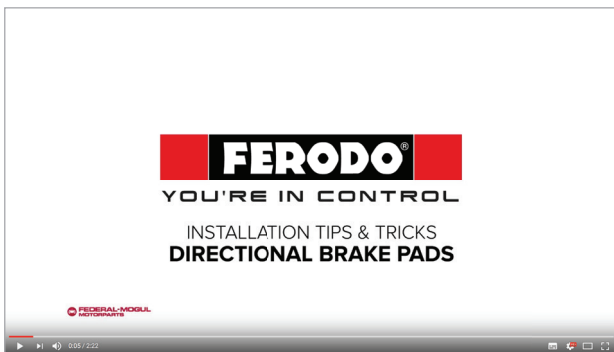 FERODO®
YOU'RE IN CONTROL
INSTALLATION TIPS & TRICKS
DIRECTIONAL BRAKE PADS
FEDERAL-MOGUL
MOTORPARTS
0:05 / 2:22